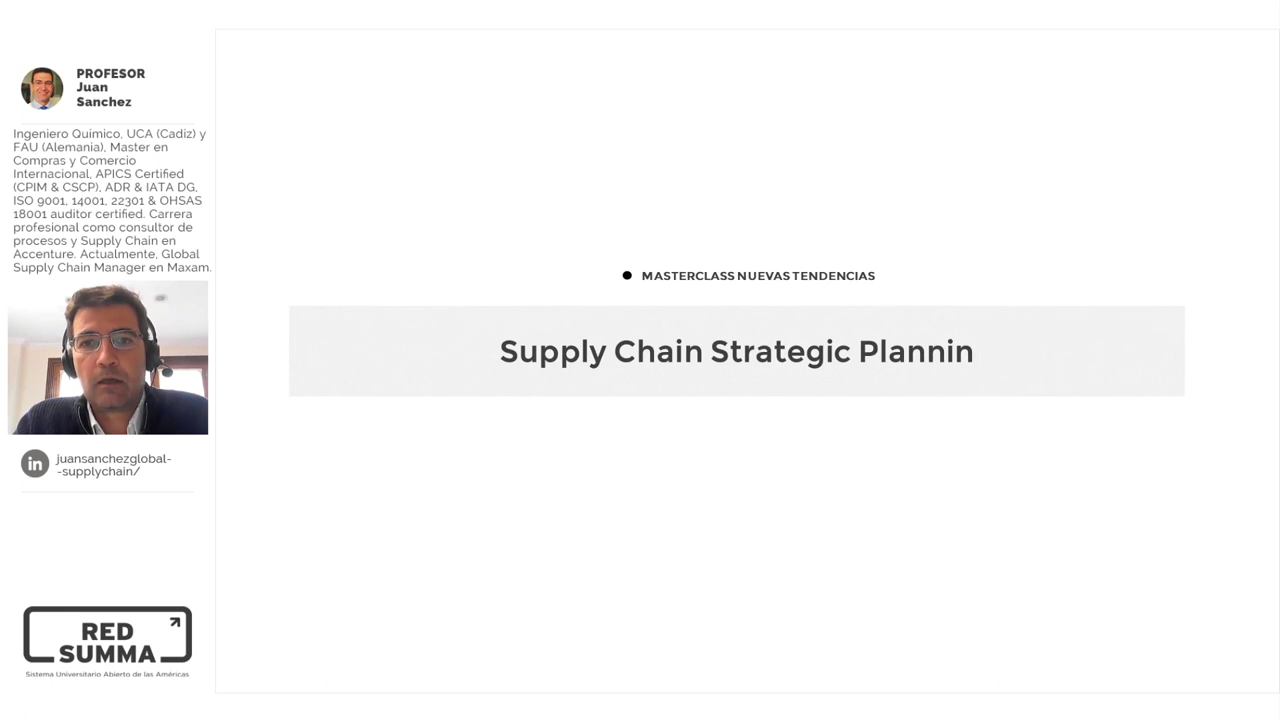 PROFESOR
Juan
Sanchez
Ingeniero Quimico, UCA (Cadiz) y
FAU (Alemania), Master en
Compras y Comercio
Internacional, APICS Certified
(CPIM & CSCP), ADR & IATA DG,
ISO 9001, 14001, 22301 & OHSAS
18001 auditor certified. Carrera
profesional como consultor de
procesos y Supply Chain en
Accenture. Actualmente, Global
Supply Chain Manager en Maxam.
in
juansanchezglobal-
-supplychain/
RED
SUMMA
Sistema Universitario Abierto de las Américas
MASTERCLASS NUEVAS TENDENCIAS
Supply Chain Strategic Plannin